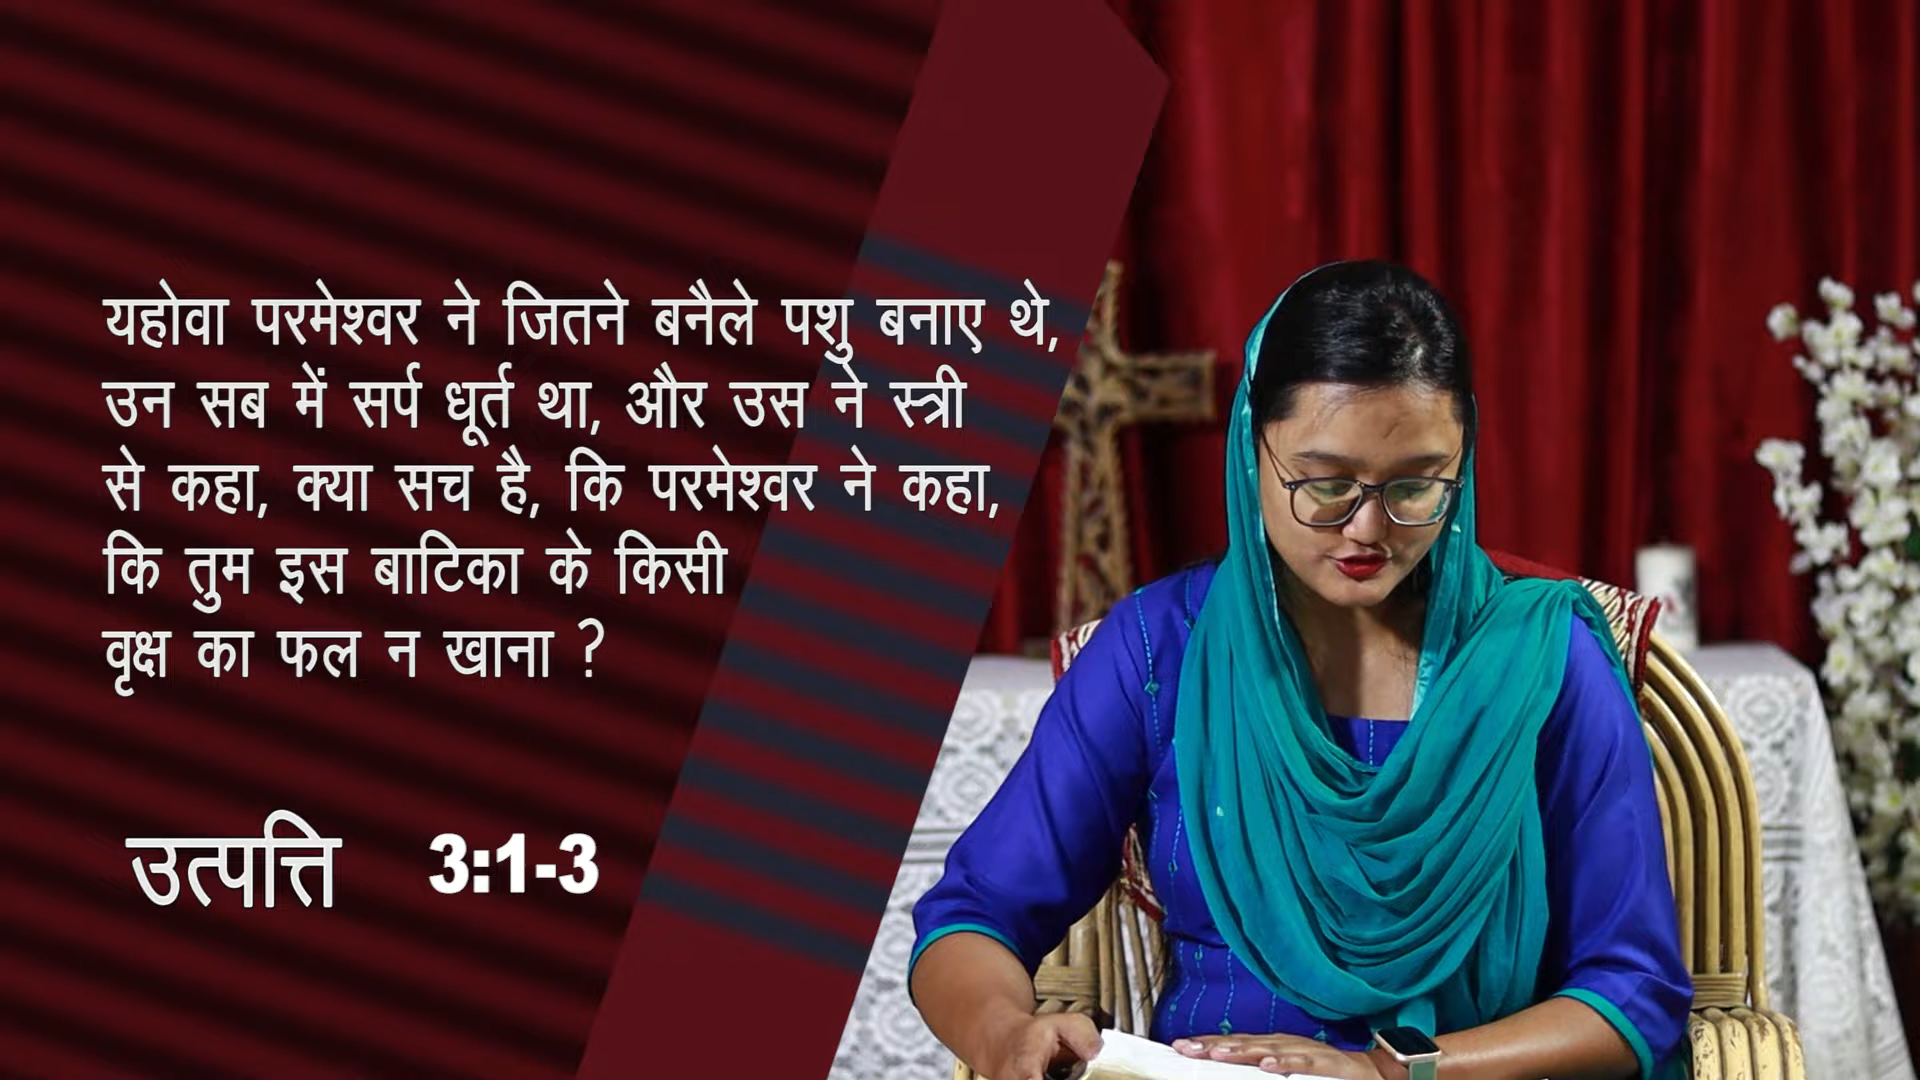 यहोवा परमेश्वर ने जितने बनैले पशु बनाए थे,
उन सब में सर्प धूर्त था, और उस ने स्त्री
से कहा, क्या सच है, कि परमेश्वर ने कहा,
कि तुम इस बाटिका के किसी
वृक्ष का फल न खाना ?
उत्पत्ति 3:1-3